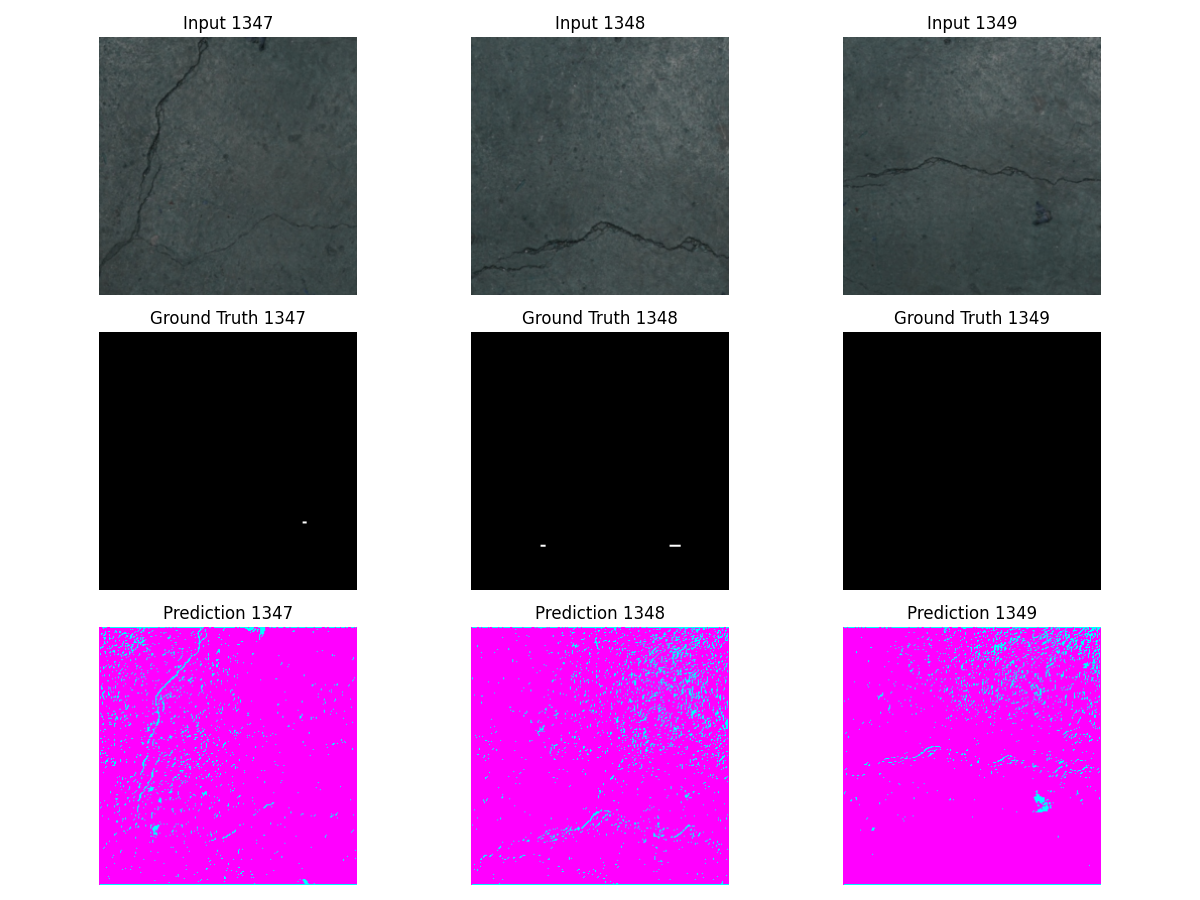 Input 1347
Input 1348
Input 1349
Ground Truth 1347
Ground Truth 1348
Ground Truth 1349
Prediction 1347
Prediction 1348
Prediction 1349